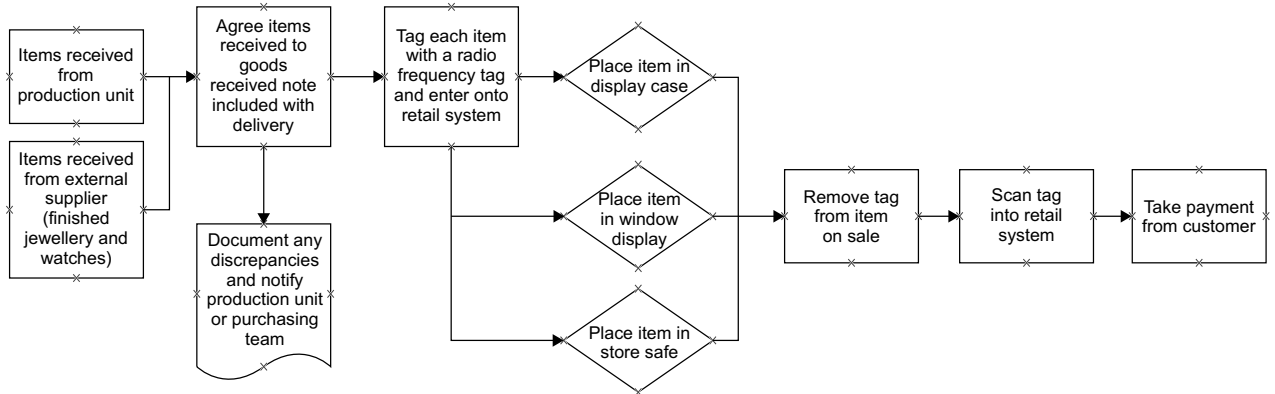 Items received
from
production unit
Items received
from external
supplier
(finished
jewellery and
watches)
Agree items
received to
goods
received note
included with
delivery
Document any
discrepancies
and notify
production unit
or purchasing
team
Tag each item
with a radio
frequency tag
and enter onto
retail system
Place item in
display case
Place item
in window
display
Place item in
store safe
Remove tag
from item
on sale
Scan tag
into retail
system
Take payment
from customer